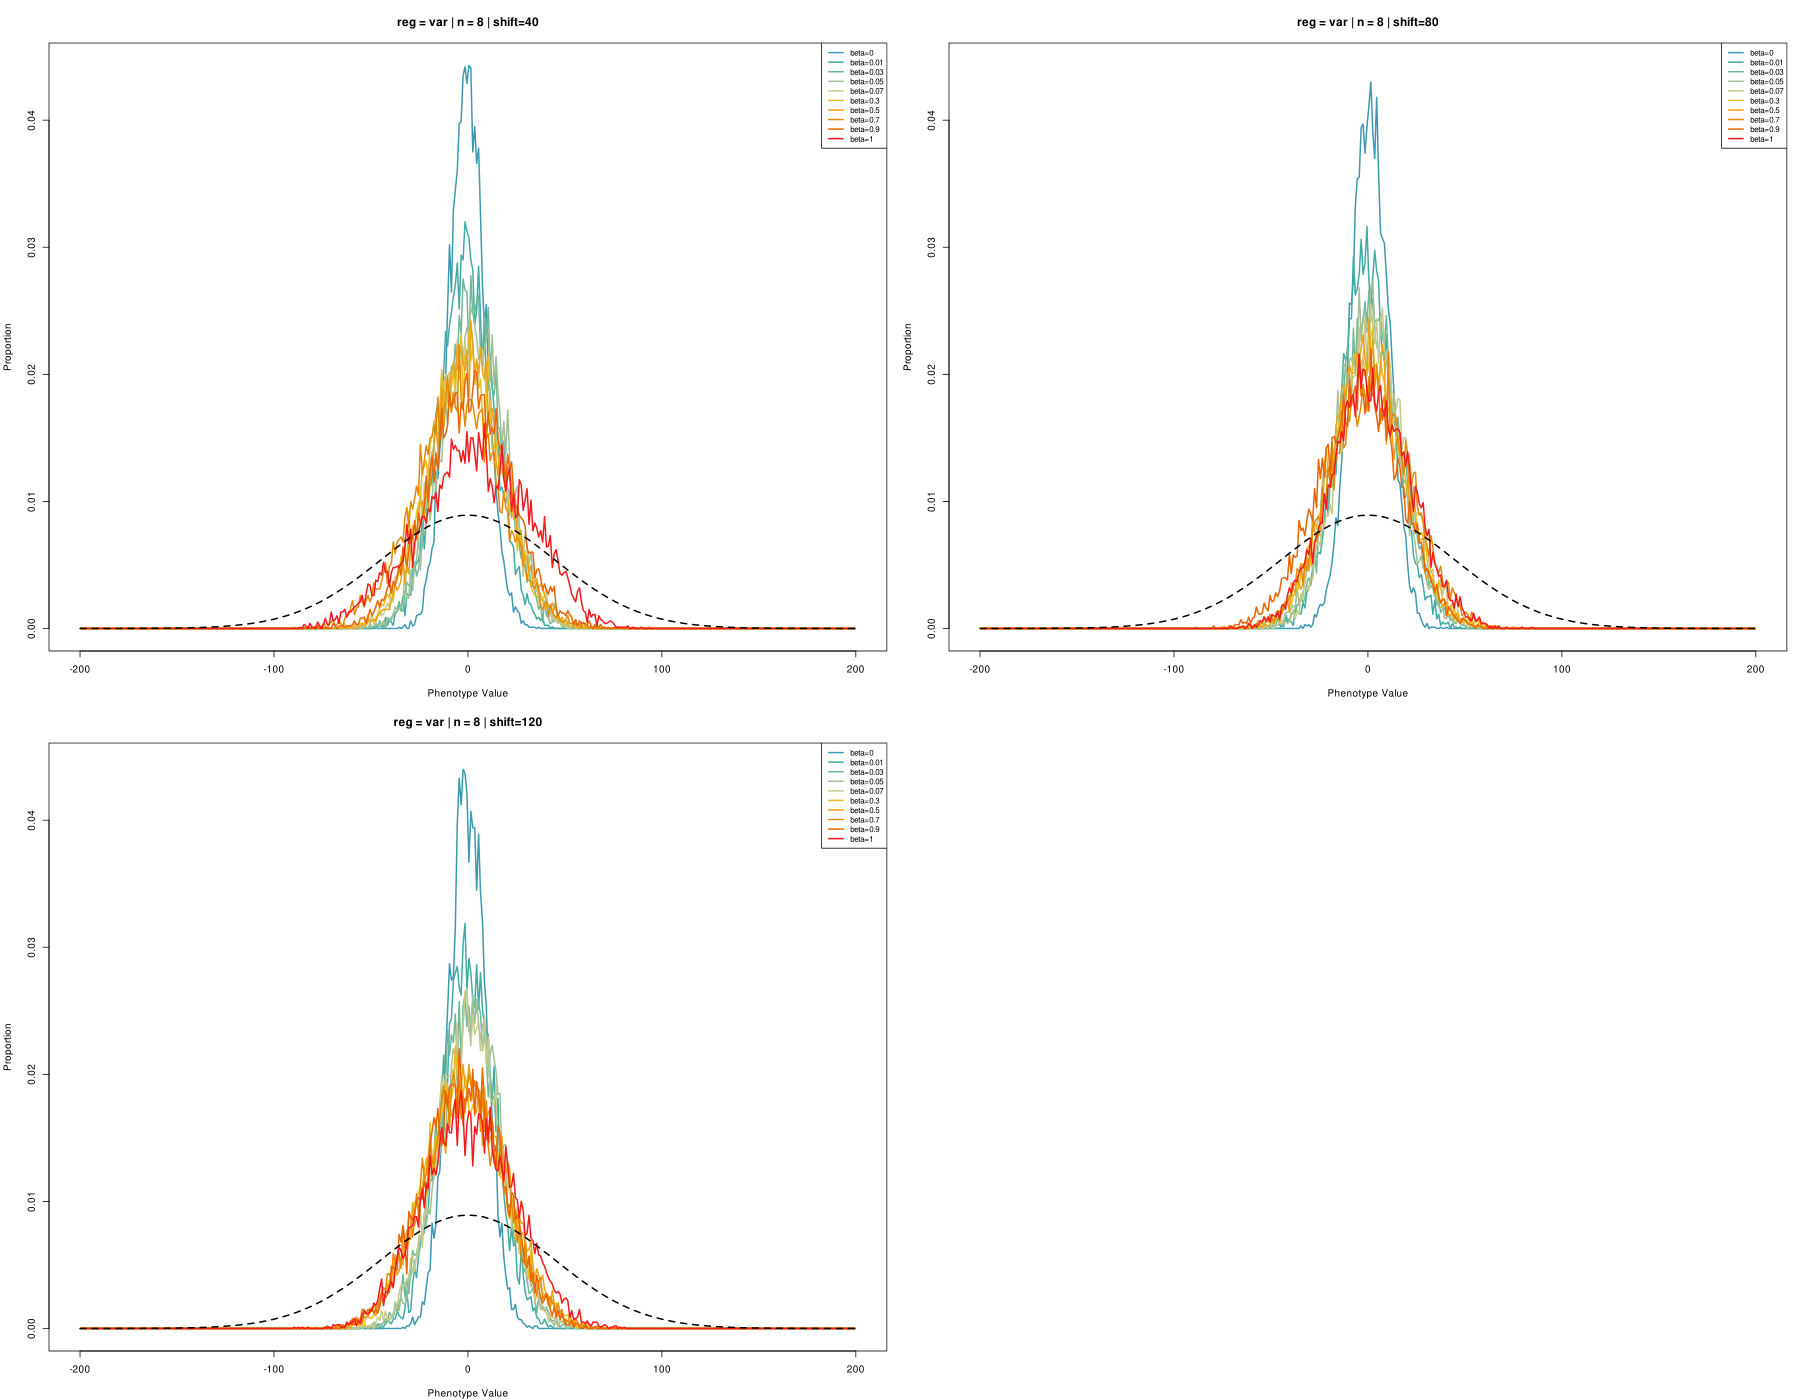 reg = var | n = 8 | shift=40
beta=0
beta=0.01
beta=0.03
beta=0.05
beta=0.07
beta=0.3
beta=0.5
beta=0.7
beta=0.9
beta=1
Proportion
0.04
0.03
0.02
0.01
0.00
-200 -100 0 100 200
Phenotype Value
reg = var | n = 8 | shift=80
beta=0
beta=0.01
beta=0.03
beta=0.05
beta=0.07
beta=0.3
beta=0.5
beta=0.7
beta=0.9
beta=1
Proportion
0.04
0.03
0.02
0.01
0.00
-200 -100 0 100 200
Phenotype Value
reg = var | n = 8 | shift=120
beta=0
beta=0.01
beta=0.03
beta=0.05
beta=0.07
beta=0.3
beta=0.5
beta=0.7
beta=0.9
beta=1
Proportion
0.04
0.03
0.02
0.01
0.00
-200 -100 0 100 200
Phenotype Value